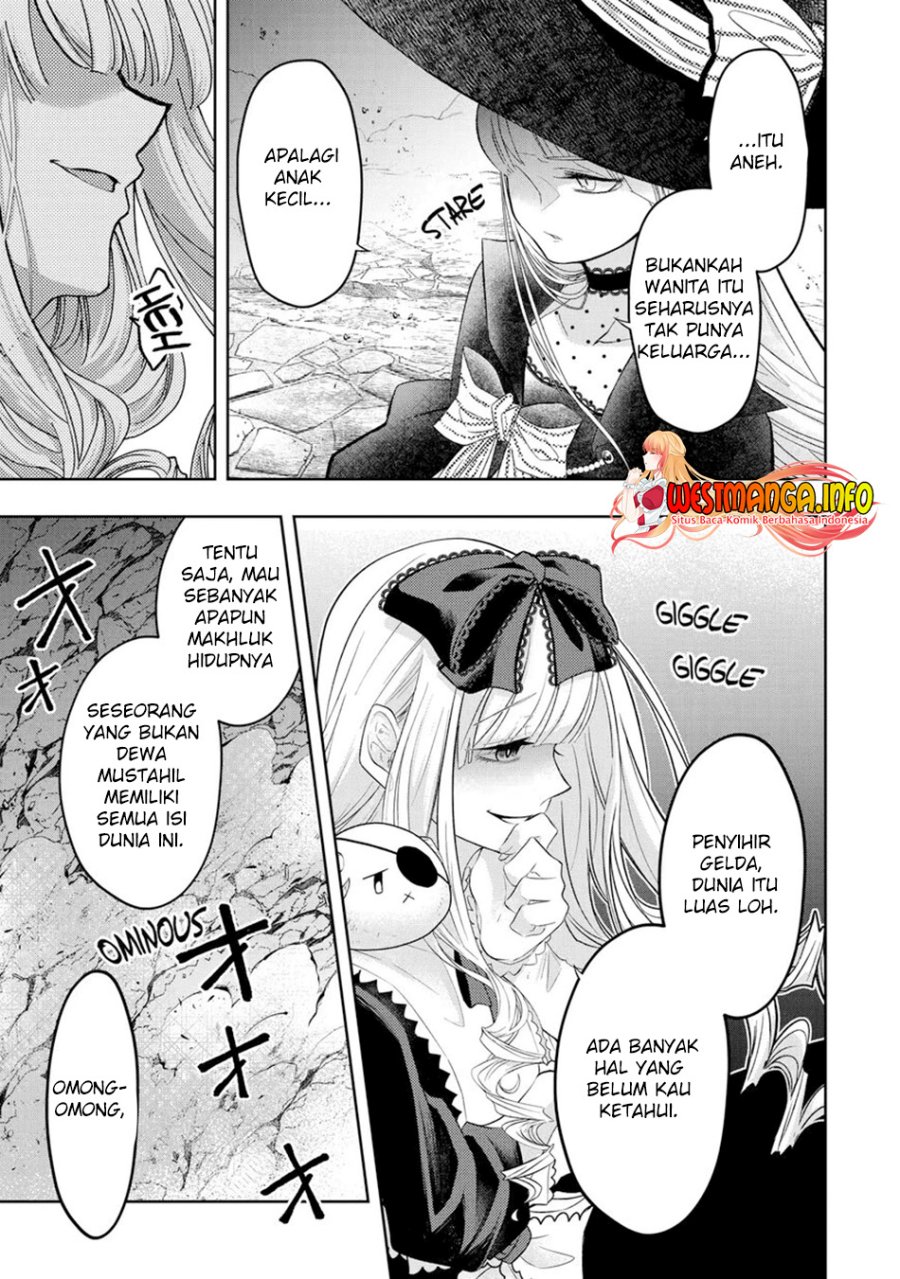 ...ITU
ANEH.
BUKANKAH
WANITA ITU
SEHARUSNYA
TAK PUNYA
KELUARGA...
APALAGI
ANAK
KECIL...
STARE
HEH
WESTMANGA.INFO
Situs Baca Komik Berbahasa Indonesia
GIGGLE
GIGGLE
PENYIHIR
GELDA,
DUNIA ITU
LUAS LOH.
ADA BANYAK
HAL YANG
BELUM KAU
KETAHUI.
TENTU
SAJA, MAU
SEBANYAK
APAPUN
MAKHLUK
HIDUPNYA
SESEORANG
YANG BUKAN
DEWA
MUSTAHIL
MEMILIKI
SEMUA ISI
DUNIA INI.
OMINOUS
OMONG-
OMONG,